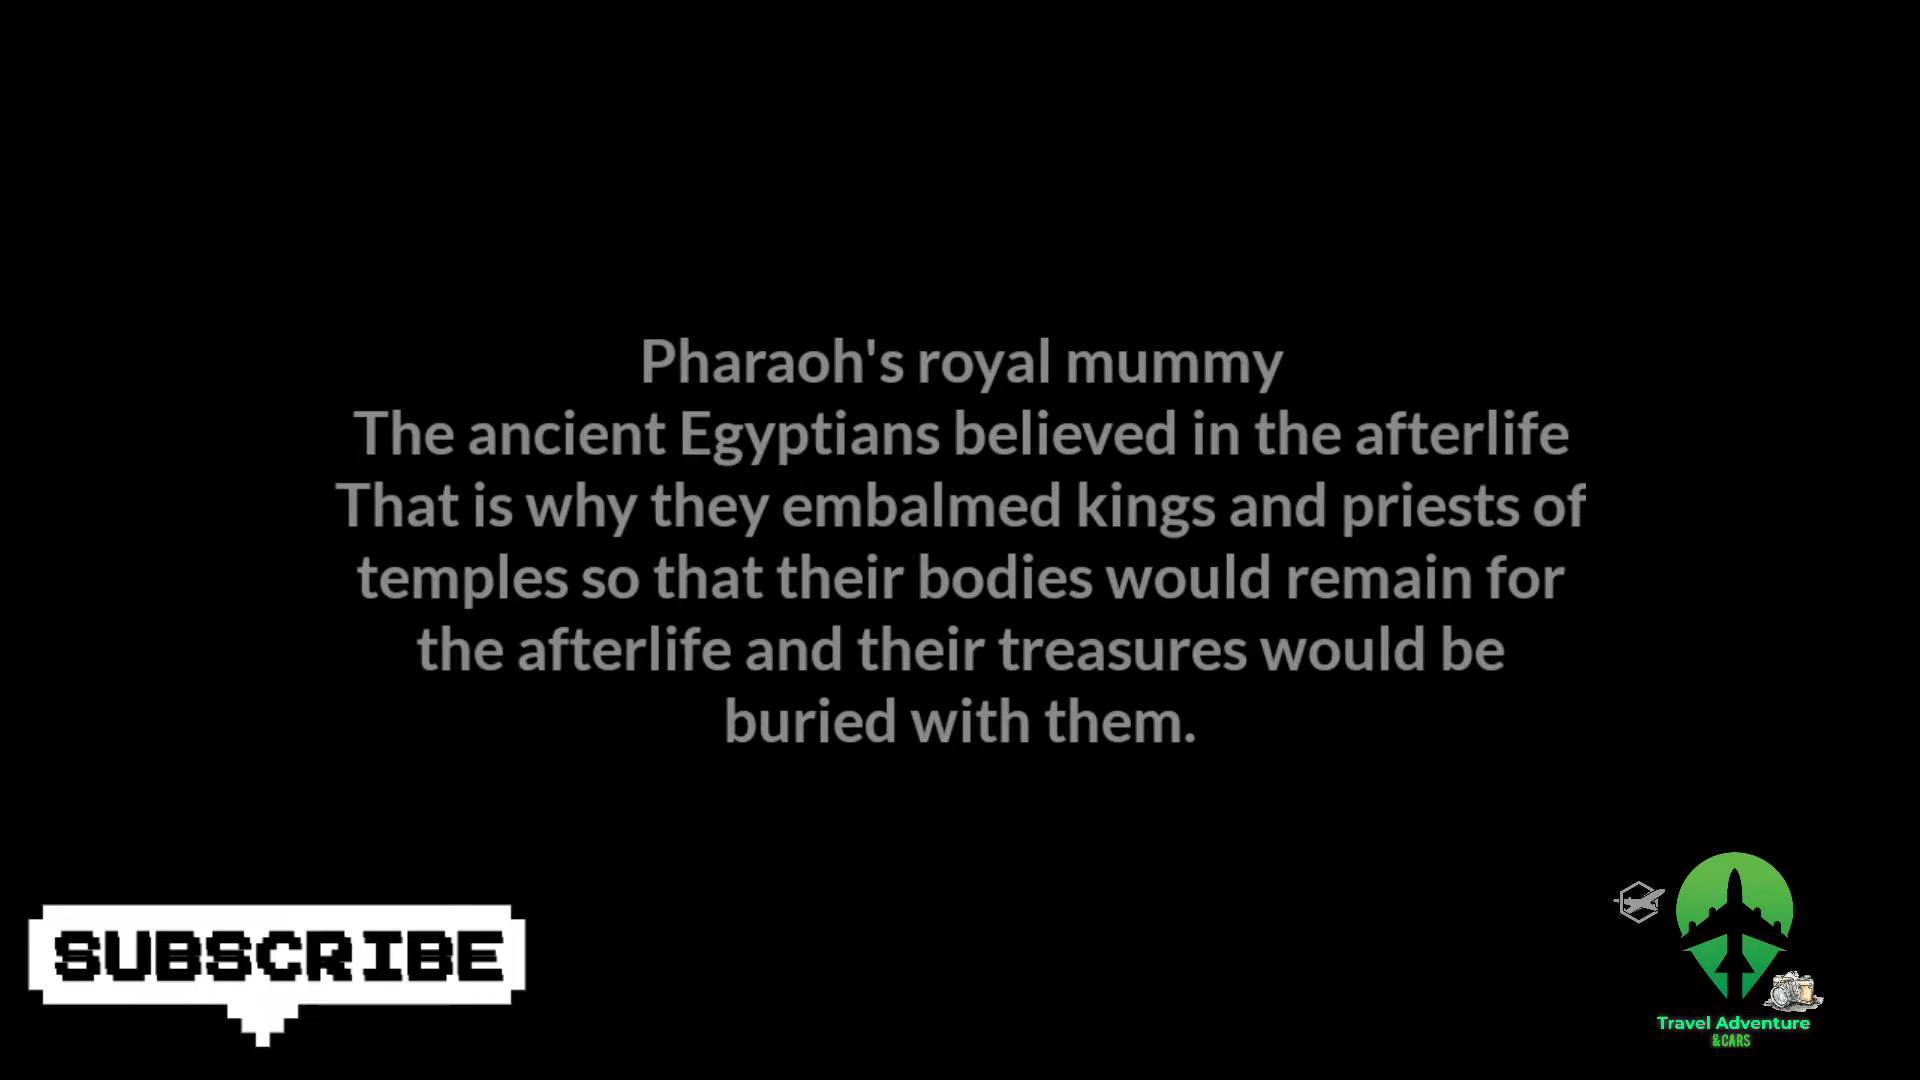 Pharaoh's royal mummy
The ancient Egyptians believed in the afterlife
That is why they embalmed kings and priests of
temples so that their bodies would remain for
the afterlife and their treasures would be
buried with them.
SUBSCRIBE
Travel Adventure
&CARS